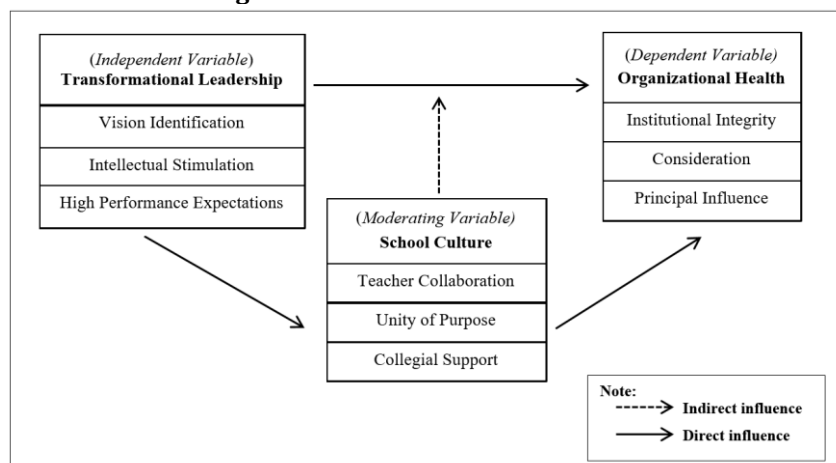 (Independent Variable)
Transformational Leadership
Vision Identification
Intellectual Stimulation
High Performance Expectations
(Moderating Variable)
School Culture
Teacher Collaboration
Unity of Purpose
Collegial Support
(Dependent Variable)
Organizational Health
Institutional Integrity
Consideration
Principal Influence
Note:
Indirect influence
Direct influence